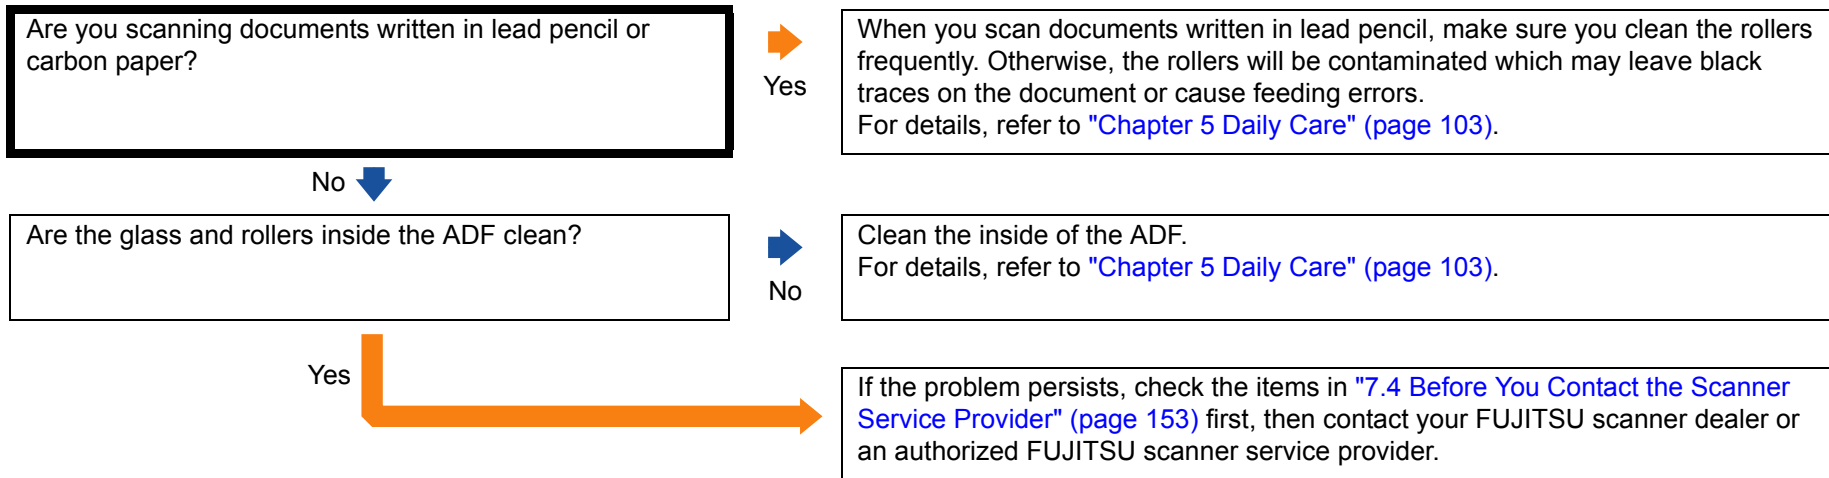 Are you scanning documents written in lead pencil or
carbon paper?
Yes
When you scan documents written in lead pencil, make sure you clean the rollers
frequently. Otherwise, the rollers will be contaminated which may leave black
traces on the document or cause feeding errors.
For details, refer to "Chapter 5 Daily Care" (page 103).
No
Are the glass and rollers inside the ADF clean?
No
Clean the inside of the ADF.
For details, refer to "Chapter 5 Daily Care" (page 103).
Yes
If the problem persists, check the items in "7.4 Before You Contact the Scanner
Service Provider" (page 153) first, then contact your FUJITSU scanner dealer or
an authorized FUJITSU scanner service provider.